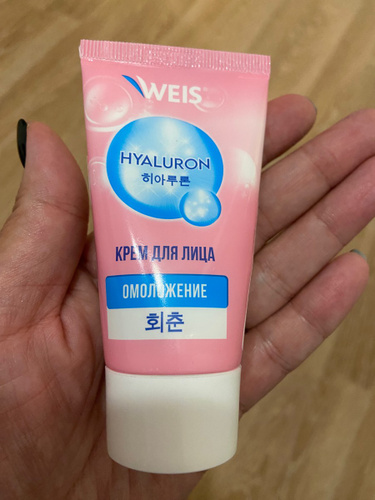 WEIS
HYALURON
히아루론
КРЕМ ДЛЯ ЛИЦА
ОМОЛОЖЕНИЕ
회춘